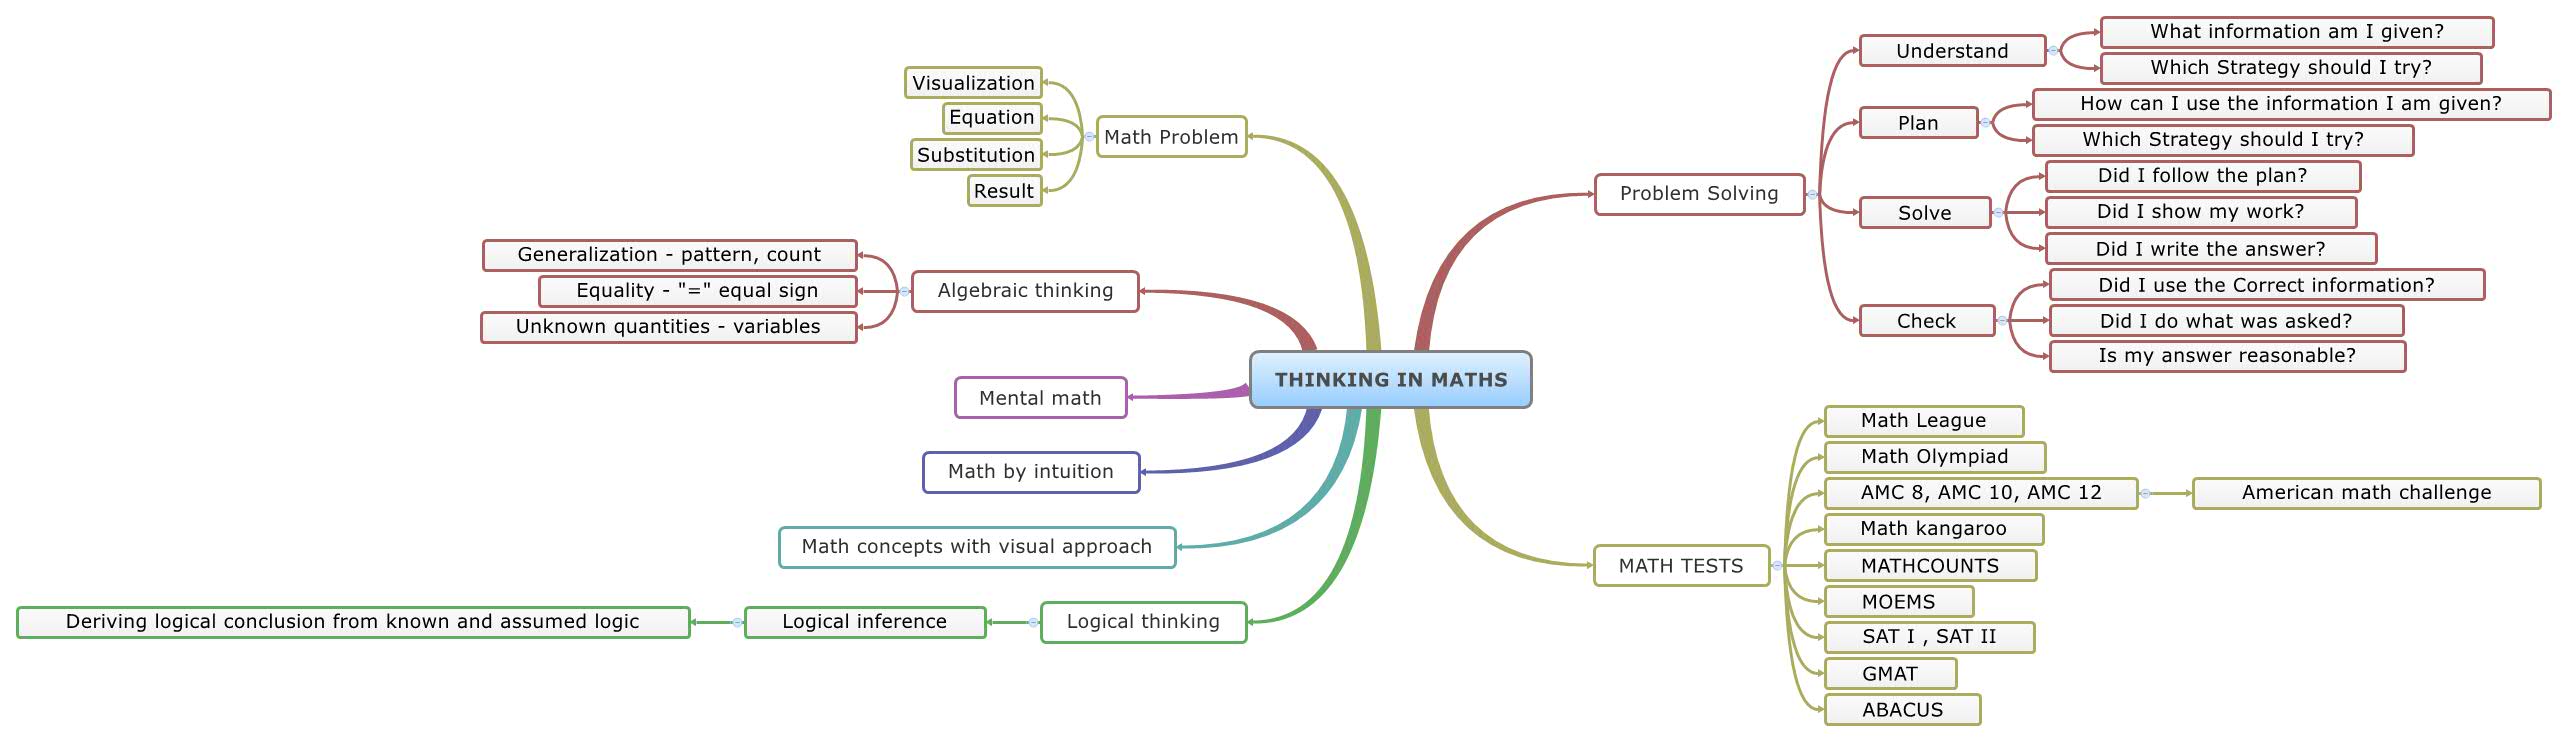 THINKING IN MATHS
Math Problem
Visualization
Equation
Substitution
Result
Algebraic thinking
Generalization - pattern, count
Equality - "=" equal sign
Unknown quantities - variables
Mental math
Math by intuition
Math concepts with visual approach
Logical thinking
Logical inference
Deriving logical conclusion from known and assumed logic
Problem Solving
Understand
What information am I given?
Which Strategy should I try?
Plan
How can I use the information I am given?
Which Strategy should I try?
Solve
Did I follow the plan?
Did I show my work?
Did I write the answer?
Check
Did I use the Correct information?
Did I do what was asked?
Is my answer reasonable?
MATH TESTS
Math League
Math Olympiad
AMC 8, AMC 10, AMC 12
American math challenge
Math kangaroo
MATHCOUNTS
MOEMS
SAT I , SAT II
GMAT
ABACUS